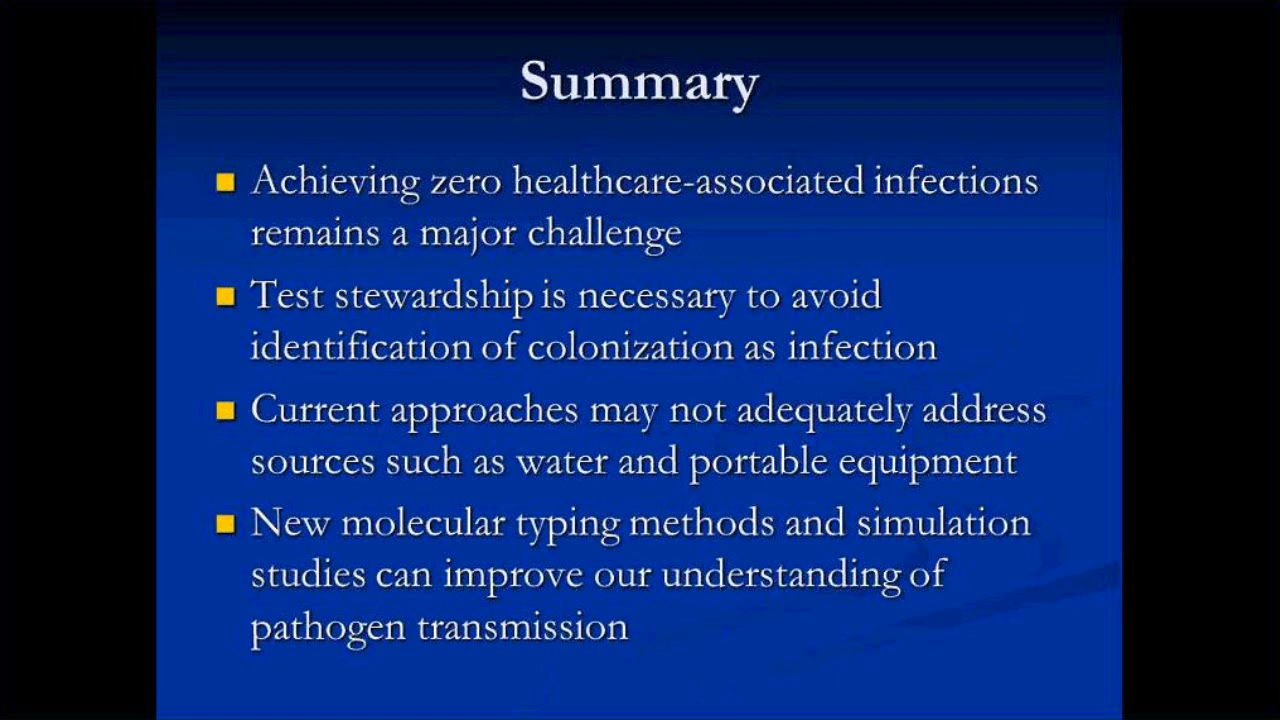 Summary
Achieving zero healthcare-associated infections
remains a major challenge
Test stewardship is necessary to avoid
identification of colonization as infection
Current approaches may not adequately address
sources such as water and portable equipment
New molecular typing methods and simulation
studies can improve our understanding of
pathogen transmission